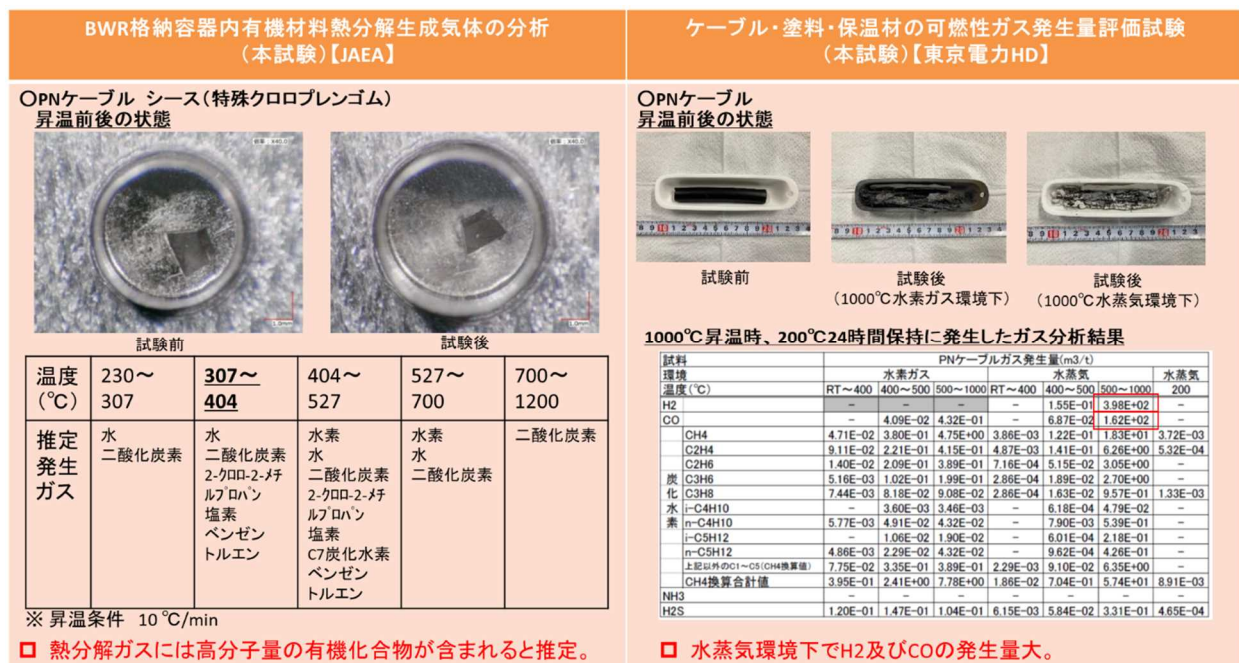 BWR格納容器内有機材料熱分解生成気体の分析
(本試験)【JAEA】
〇PNケーブル シース(特殊クロロプレンゴム)
昇温前後の状態
倍率:X40.0
1.0mm
倍率:X40.0
1.0mm
試験前
試験後
温度(℃) 230~307 307~404 404~527 527~700 700~1200
推定発生ガス
水
二酸化炭素
水
二酸化炭素
2-クロロ-2-メチルプロパン
塩素
ベンゼン
トルエン
水素
水
二酸化炭素
2-クロロ-2-メチルプロパン
塩素
C7炭化水素
ベンゼン
トルエン
水素
水
二酸化炭素
二酸化炭素
※ 昇温条件 10 ℃/min
熱分解ガスには高分子量の有機化合物が含まれると推定。
ケーブル・塗料・保温材の可燃性ガス発生量評価試験
(本試験)【東京電力HD】
〇PNケーブル
昇温前後の状態
試験前
試験後
(1000℃水素ガス環境下)
試験後
(1000℃水蒸気環境下)
1000℃昇温時、200℃24時間保持に発生したガス分析結果
試料 PNケーブルガス発生量(m3/t)
環境 水素ガス 水蒸気 水蒸気
温度(℃) RT~400 400~500 500~1000 RT~400 400~500 500~1000 200
H2 - - - - 1.55E-01 3.98E+02 -
CO - 4.09E-02 4.32E-01 - 6.87E-02 1.62E+02 -
炭化水素
CH4 4.71E-02 3.80E-01 4.75E+00 3.86E-03 1.22E-01 1.83E+01 3.72E-03
C2H4 9.11E-02 2.21E-01 4.15E-01 4.87E-03 1.41E-01 6.26E+00 5.32E-04
C2H6 1.40E-02 2.09E-01 3.89E-01 7.16E-04 5.15E-02 3.05E+00 -
C3H6 5.16E-03 1.02E-01 1.99E-01 2.86E-04 1.89E-02 2.70E+00 -
C3H8 7.44E-03 8.18E-02 9.08E-02 2.86E-04 1.63E-02 9.57E-01 1.33E-03
i-C4H10 - 3.60E-03 3.46E-03 - 6.18E-04 4.79E-02 -
n-C4H10 5.77E-03 4.91E-02 4.32E-02 - 7.90E-03 5.39E-01 -
i-C5H12 - 1.06E-02 1.90E-02 - 6.01E-04 2.18E-01 -
n-C5H12 4.86E-03 2.29E-02 4.32E-02 - 9.62E-04 4.26E-01 -
上記以外のC1~C5(CH4換算値) 7.75E-02 3.35E-01 3.89E-01 2.29E-03 9.10E-02 6.35E+00 -
CH4換算合計値 3.95E-01 2.41E+00 7.78E+00 1.86E-02 7.04E-01 5.74E+01 8.91E-03
NH3 - - - - - - -
H2S 1.20E-01 1.47E-01 1.04E-01 6.15E-03 5.84E-02 3.31E-01 4.65E-04
水蒸気環境下でH2及びCOの発生量大。